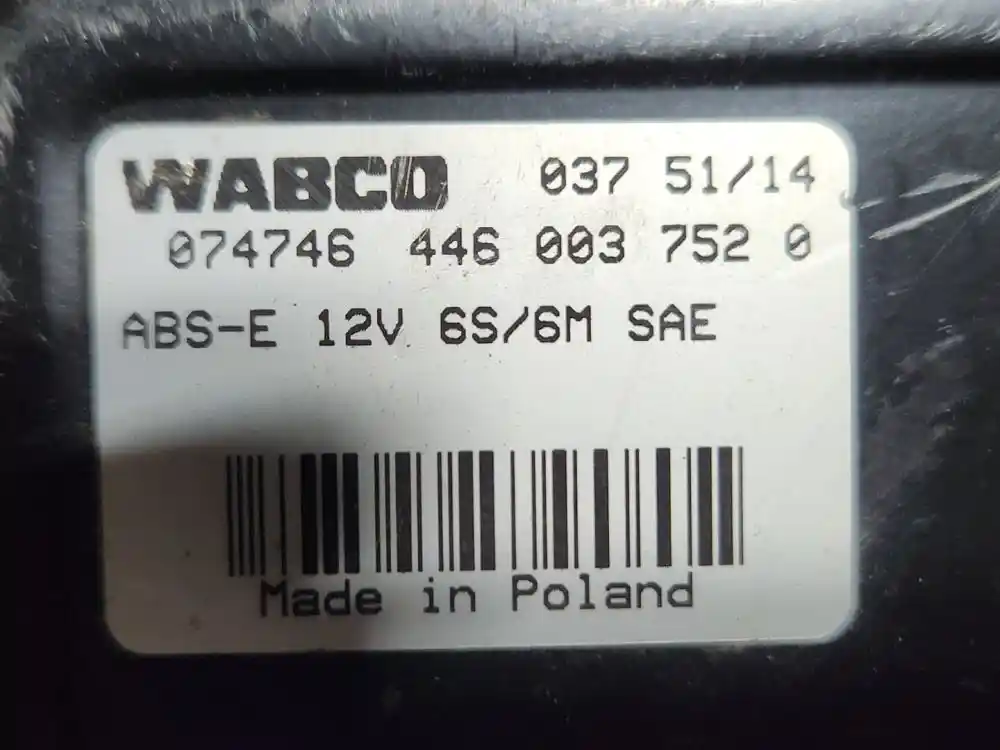 WABCO 037 51/14
074746 446 003 752 0
ABS-E 12V 6S/6M SAE
Made in Poland